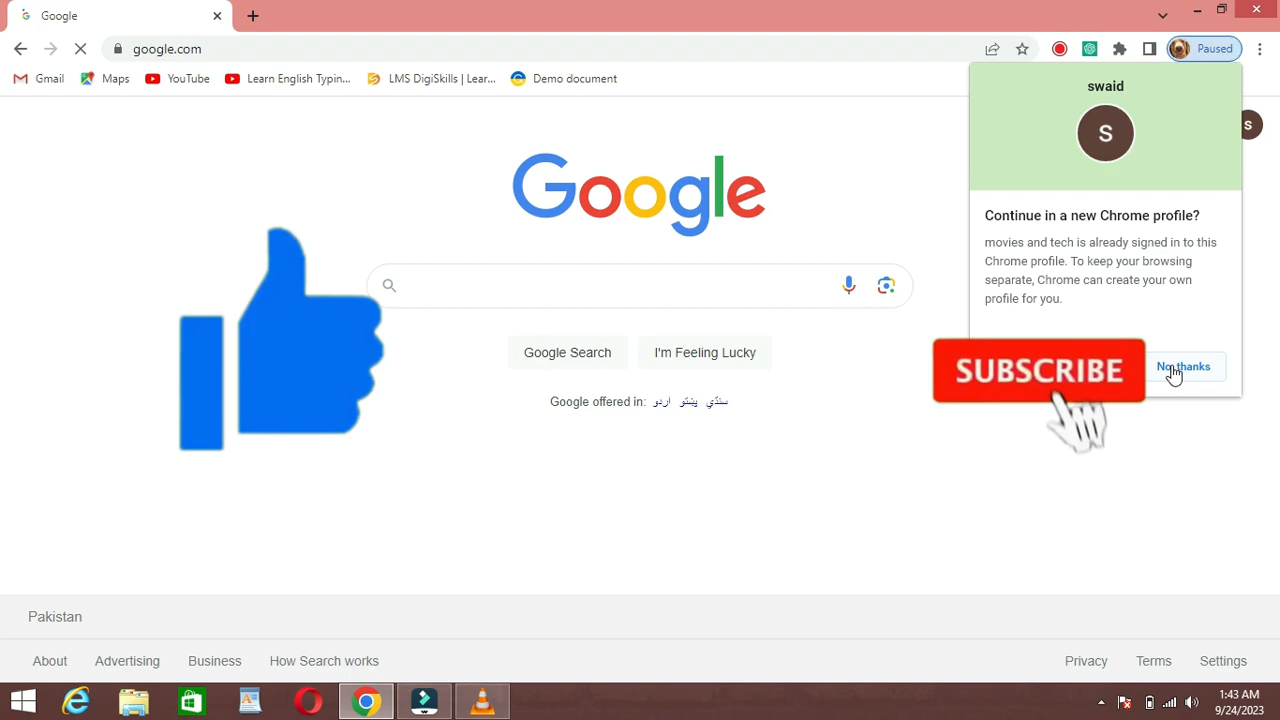 Google
google.com
Paused
Gmail
Maps
YouTube
Learn English Typin...
LMS DigiSkills | Lear...
Demo document
swaid
S
S
Continue in a new Chrome profile?
movies and tech is already signed in to this
Chrome profile. To keep your browsing
separate, Chrome can create your own
profile for you.
No thanks
SUBSCRIBE
Google
Google Search
I'm Feeling Lucky
Google offered in: اردو پښتو سنڌي
Pakistan
About
Advertising
Business
How Search works
Privacy
Terms
Settings
1:43 AM
9/24/2023